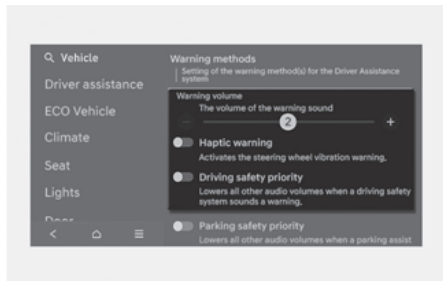 Vehicle
Driver assistance
ECO Vehicle
Climate
Seat
Lights
Door
Warning methods
Setting of the warning method(s) for the Driver Assistance
system
Warning volume
The volume of the warning sound
− 2 +
Haptic warning
Activates the steering wheel vibration warning.
Driving safety priority
Lowers all other audio volumes when a driving safety
system sounds a warning.
Parking safety priority
Lowers all other audio volumes when a parking assist